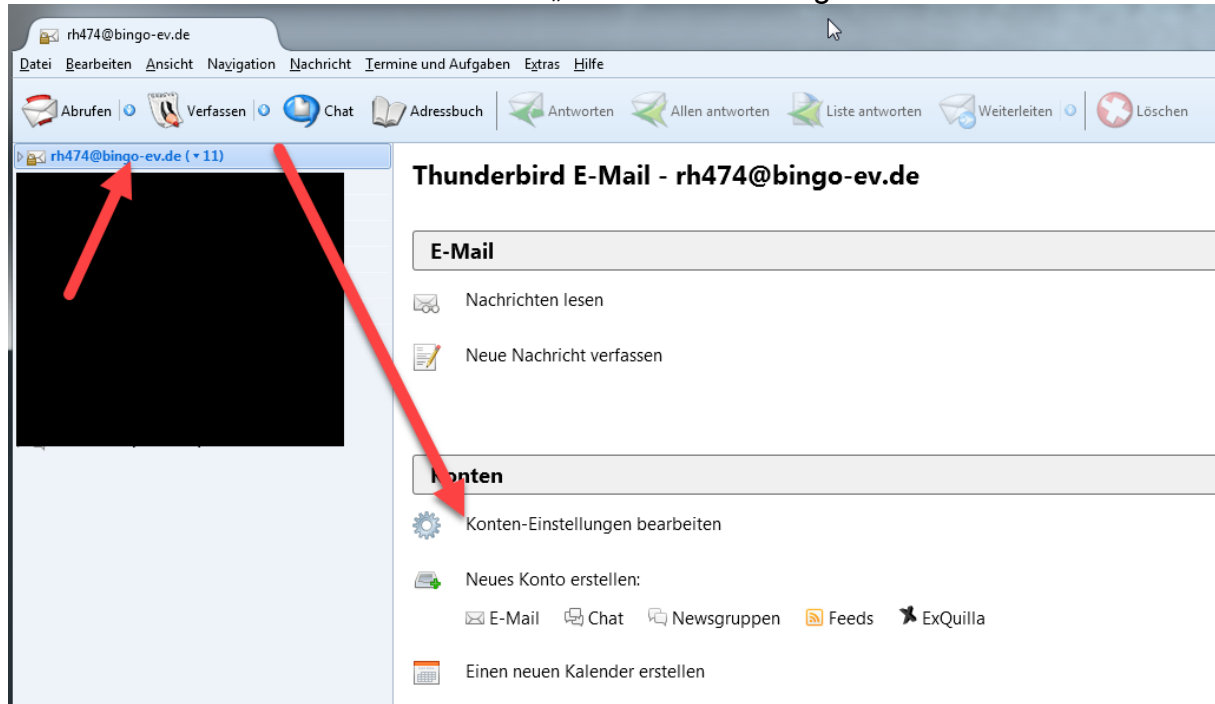 rh474@bingo-ev.de
Datei Bearbeiten Ansicht Navigation Nachricht Termine und Aufgaben Extras Hilfe
Abrufen Verfassen Chat Adressbuch Antworten Allen antworten Liste antworten Weiterleiten Löschen
rh474@bingo-ev.de (▾ 11)
Thunderbird E-Mail - rh474@bingo-ev.de
E-Mail
Nachrichten lesen
Neue Nachricht verfassen
Konten
Konten-Einstellungen bearbeiten
Neues Konto erstellen:
E-Mail Chat Newsgruppen Feeds ExQuilla
Einen neuen Kalender erstellen